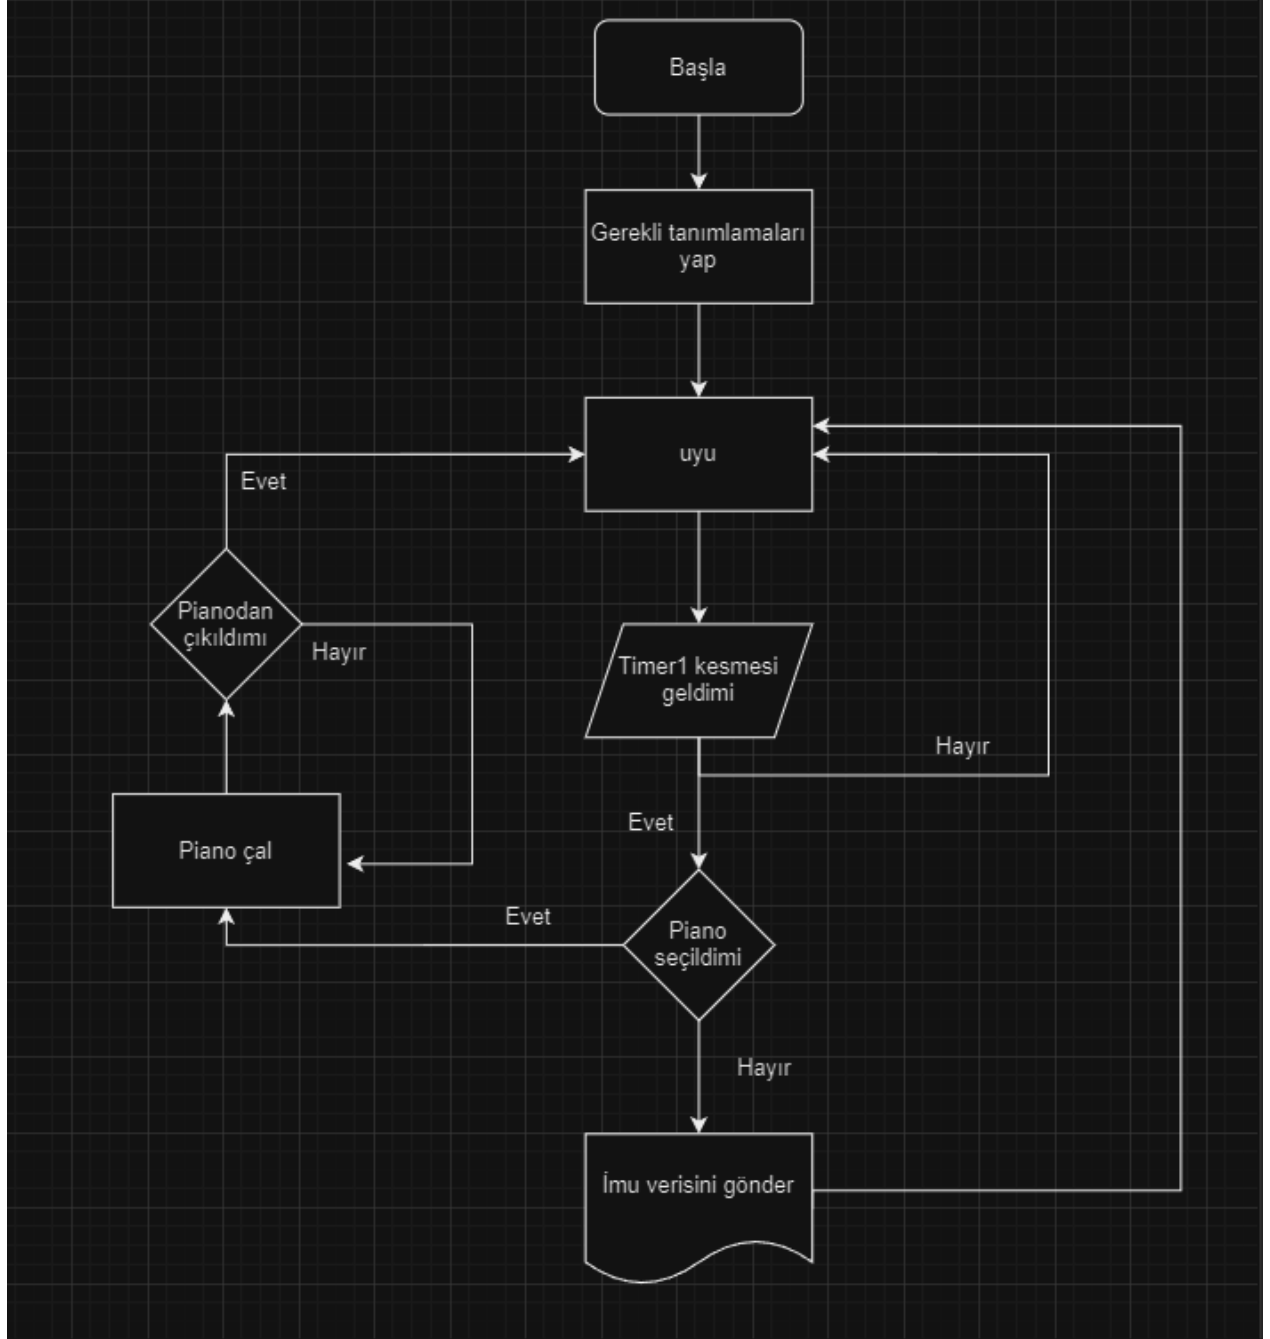 Başla
Gerekli tanımlamaları
yap
uyu
Evet
Pianodan
çıkıldımı
Hayır
Timer1 kesmesi
geldimi
Hayır
Evet
Piano çal
Evet
Piano
seçildimi
Hayır
İmu verisini gönder